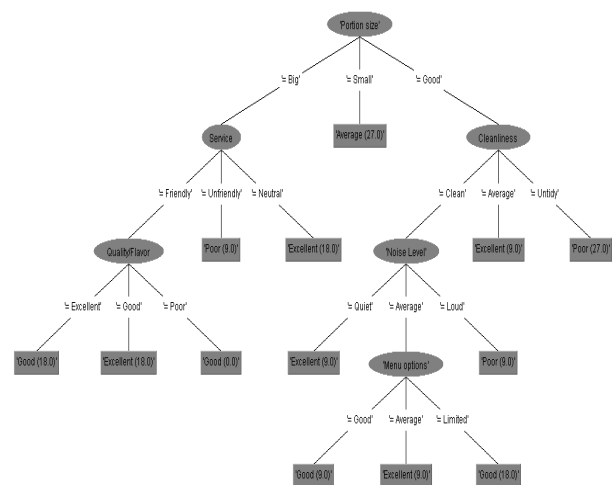 'Portion size'
'= Big' '= Small' '= Good'
Service 'Average (27.0)' Cleanliness
'= Friendly' '= Unfriendly' '= Neutral' '= Clean' '= Average' '= Untidy'
Quality/Flavor 'Poor (9.0)' 'Excellent (18.0)' 'Noise Level' 'Excellent (9.0)' 'Poor (27.0)'
'= Excellent' '= Good' '= Poor' '= Quiet' '= Average' '= Loud'
'Good (18.0)' 'Excellent (18.0)' 'Good (0.0)' 'Excellent (9.0)' 'Menu options' 'Poor (9.0)'
'= Good' '= Average' '= Limited'
'Good (9.0)' 'Excellent (9.0)' 'Good (18.0)'